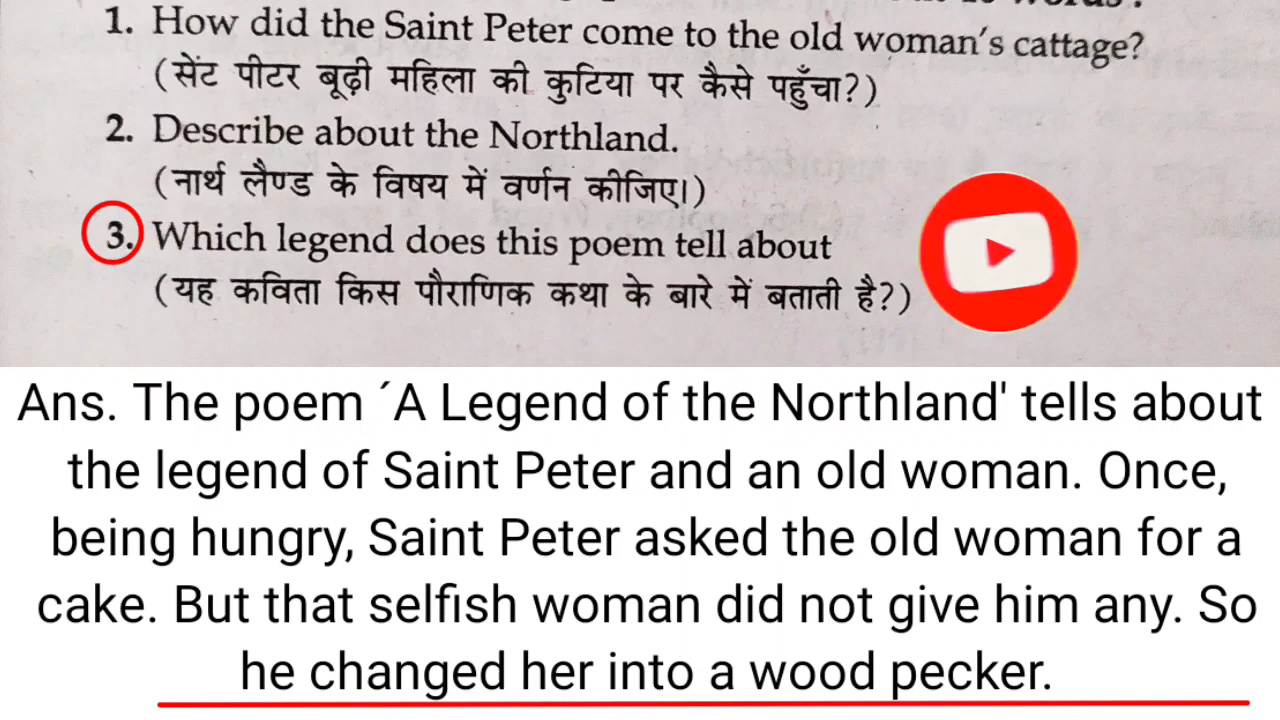 1. How did the Saint Peter come to the old woman's cattage?
(सेंट पीटर बूढ़ी महिला की कुटिया पर कैसे पहुँचा?)
2. Describe about the Northland.
(नार्थ लैण्ड के विषय में वर्णन कीजिए।)
3. Which legend does this poem tell about
(यह कविता किस पौराणिक कथा के बारे में बताती है?)
Ans. The poem ´A Legend of the Northland' tells about
the legend of Saint Peter and an old woman. Once,
being hungry, Saint Peter asked the old woman for a
cake. But that selfish woman did not give him any. So
he changed her into a wood pecker.